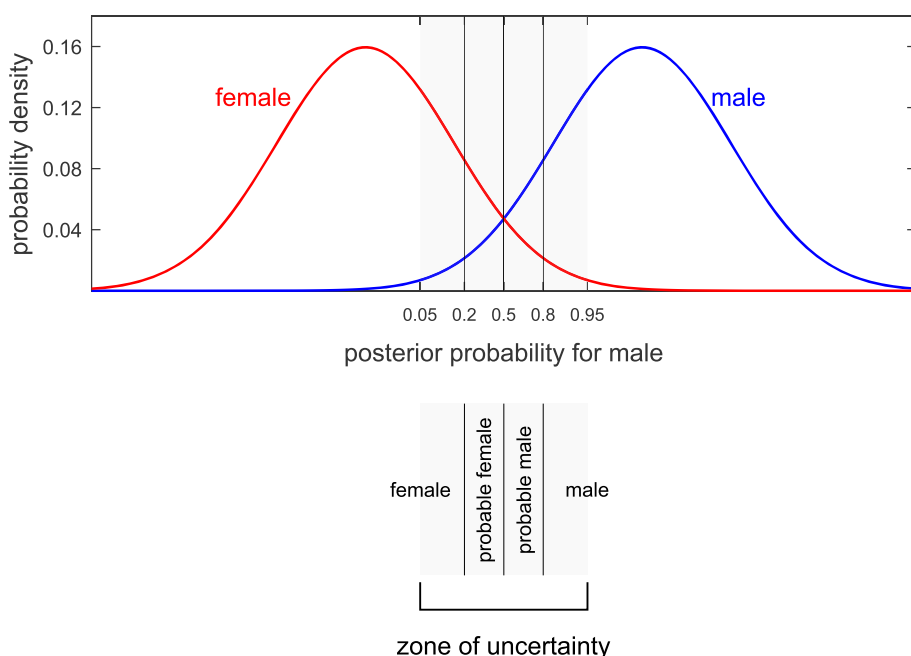 0.16
0.12
0.08
0.04
probability density
female
male
0.05 0.2 0.5 0.8 0.95
posterior probability for male
female
probable female
probable male
male
zone of uncertainty